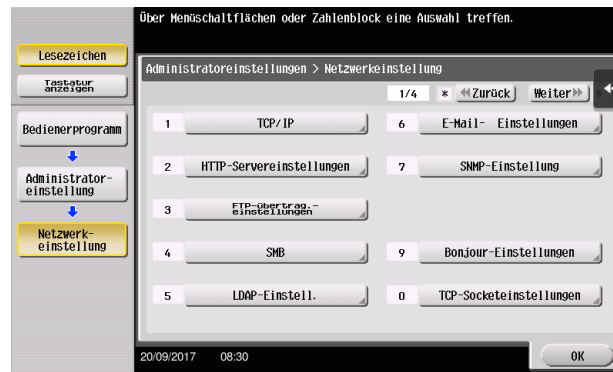 Über Menüschaltflächen oder Zahlenblock eine Auswahl treffen.
Lesezeichen
Tastatur
anzeigen
Bedienerprogramm
Administrator-
einstellung
Netzwerk-
einstellung
Administratoreinstellungen > Netzwerkeinstellung
1/4 * Zurück Weiter
1 TCP/IP
2 HTTP-Servereinstellungen
3 FTP-übertrag.-
einstellungen
4 SMB
5 LDAP-Einstell.
6 E-Mail- Einstellungen
7 SNMP-Einstellung
9 Bonjour-Einstellungen
0 TCP-Socketeinstellungen
20/09/2017 08:30
OK